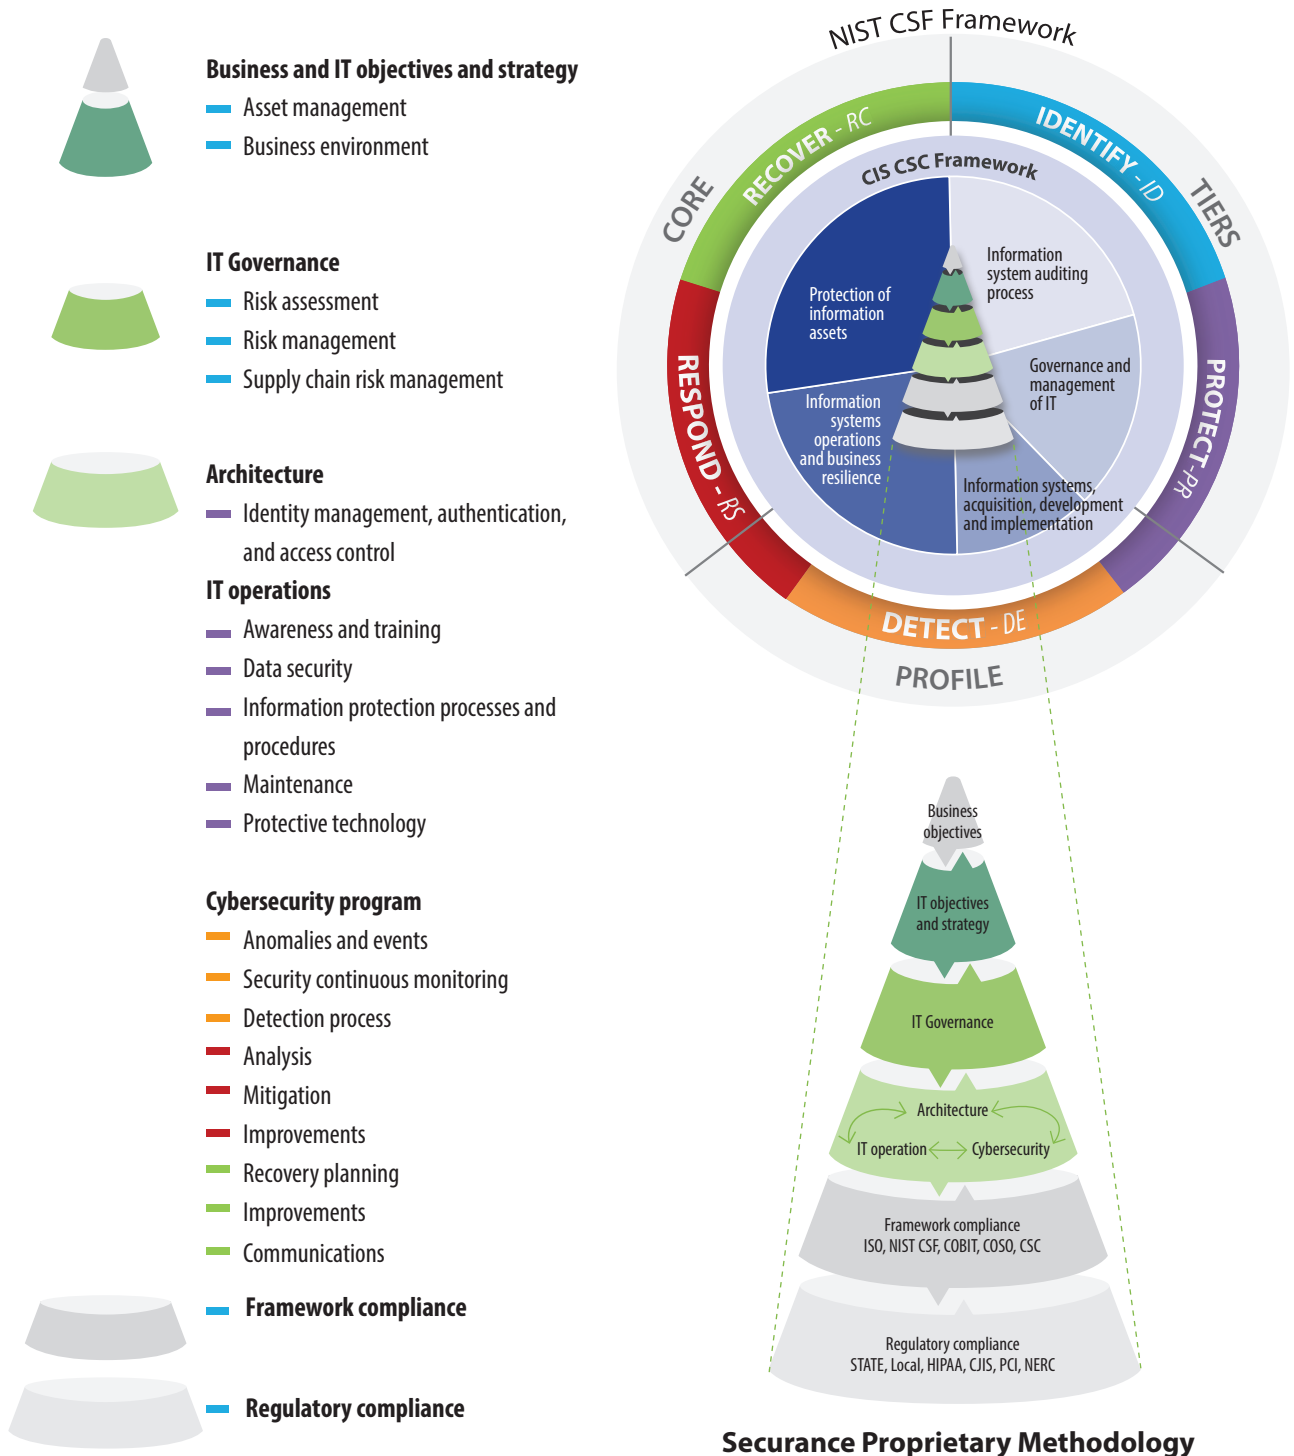 Business and IT objectives and strategy
Asset management
Business environment
IT Governance
Risk assessment
Risk management
Supply chain risk management
Architecture
Identity management, authentication,
and access control
IT operations
Awareness and training
Data security
Information protection processes and
procedures
Maintenance
Protective technology
Cybersecurity program
Anomalies and events
Security continuous monitoring
Detection process
Analysis
Mitigation
Improvements
Recovery planning
Improvements
Communications
Framework compliance
Regulatory compliance
NIST CSF Framework
CORE
TIERS
PROFILE
RECOVER - RC
IDENTIFY - ID
PROTECT-PR
DETECT - DE
RESPOND - RS
CIS CSC Framework
Protection of
information
assets
Information
system auditing
process
Governance and
management
of IT
Information systems,
acquisition, development
and implementation
Information
systems
operations
and business
resilience
Business
objectives
IT objectives
and strategy
IT Governance
Architecture
IT operation
Cybersecurity
Framework compliance
ISO, NIST CSF, COBIT, COSO, CSC
Regulatory compliance
STATE, Local, HIPAA, CJIS, PCI, NERC
Securance Proprietary Methodology